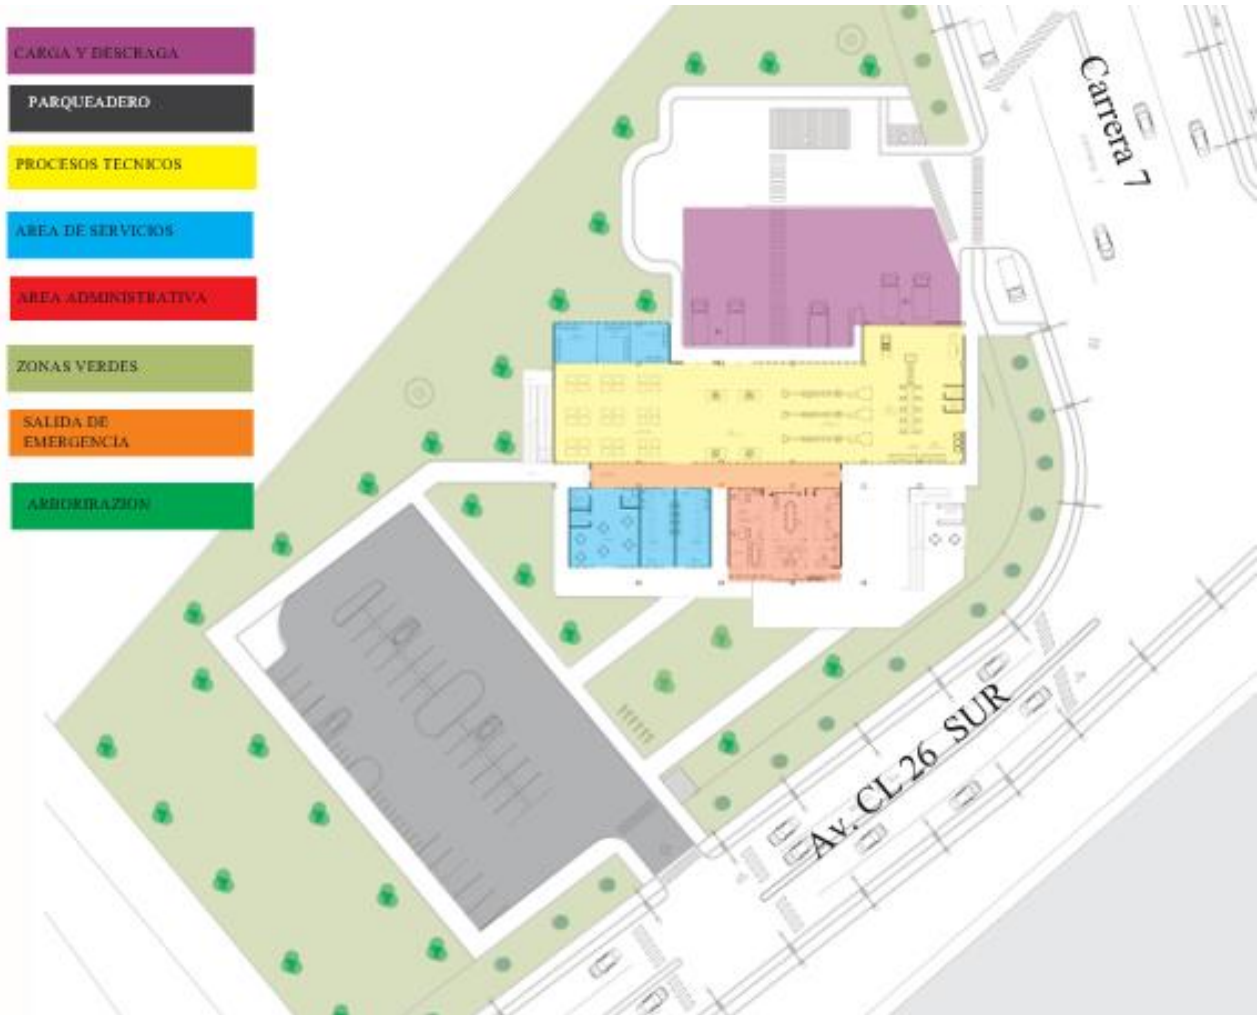 CARGA Y DESCRAGA
PARQUEADERO
PROCESOS TECNICOS
AREA DE SERVICIOS
AREA ADMINISTRATIVA
ZONAS VERDES
SALIDA DE
EMERGENCIA
ARBORIRAZION
Carrera 7
Av. CL 26 SUR